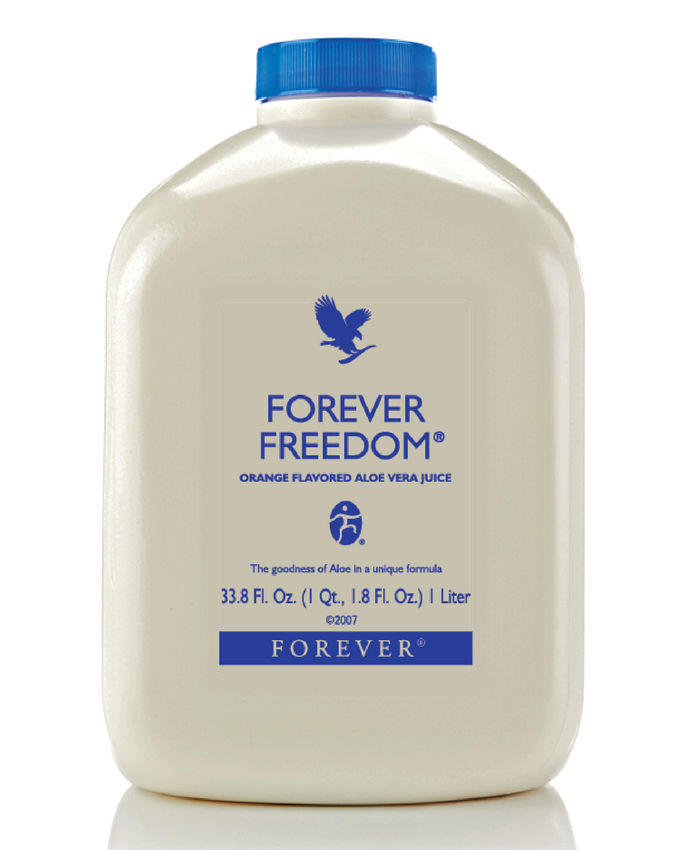 FOREVER
FREEDOM®
ORANGE FLAVORED ALOE VERA JUICE
®
The goodness of Aloe in a unique formula
33.8 Fl. Oz. (1 Qt., 1.8 Fl. Oz.) 1 Liter
©2007
FOREVER®